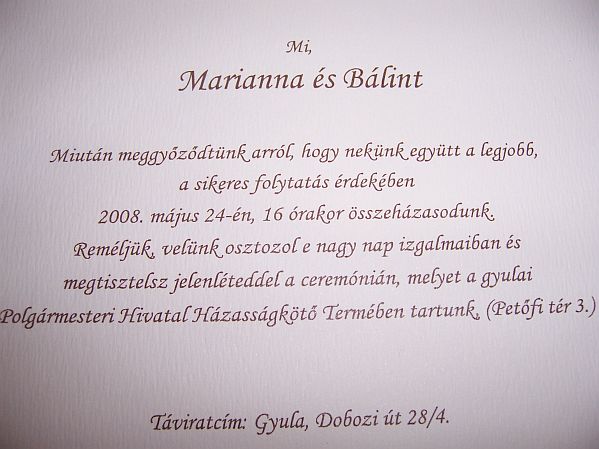 Mi,
Marianna és Bálint
Miután meggyőződtünk arról, hogy nekünk együtt a legjobb,
a sikeres folytatás érdekében
2008. május 24-én, 16 órakor összeházasodunk.
Reméljük, velünk osztozol e nagy nap izgalmaiban és
megtisztelsz jelenléteddel a ceremónián, melyet a gyulai
Polgármesteri Hivatal Házasságkötő Termében tartunk, (Petőfi tér 3.)
Táviratcím: Gyula, Dobozi út 28/4.